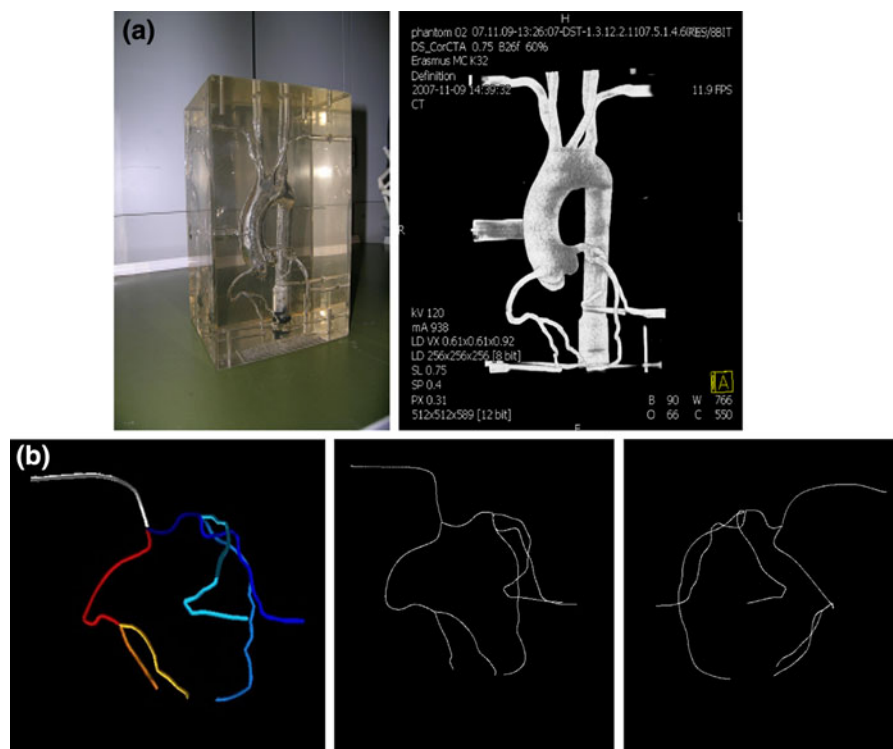 (a)
H
phantom 02 07.11.09-13:26:07-DST-1.3.12.2.1107.5.1.4.6
DS_CorCTA 0.75 B26f 60%
Erasmus MC K32
Definition
2007-11-09 14:39:32
11.9 FPS
CT
R
L
kV 120
mA 938
LD VX 0.61x0.61x0.92
LD 256x256x256 [8 bit]
SL 0.75
SP 0.4
PX 0.31
512x512x589 [12 bit]
A
B 90 W 766
O 66 C 550
F
(b)